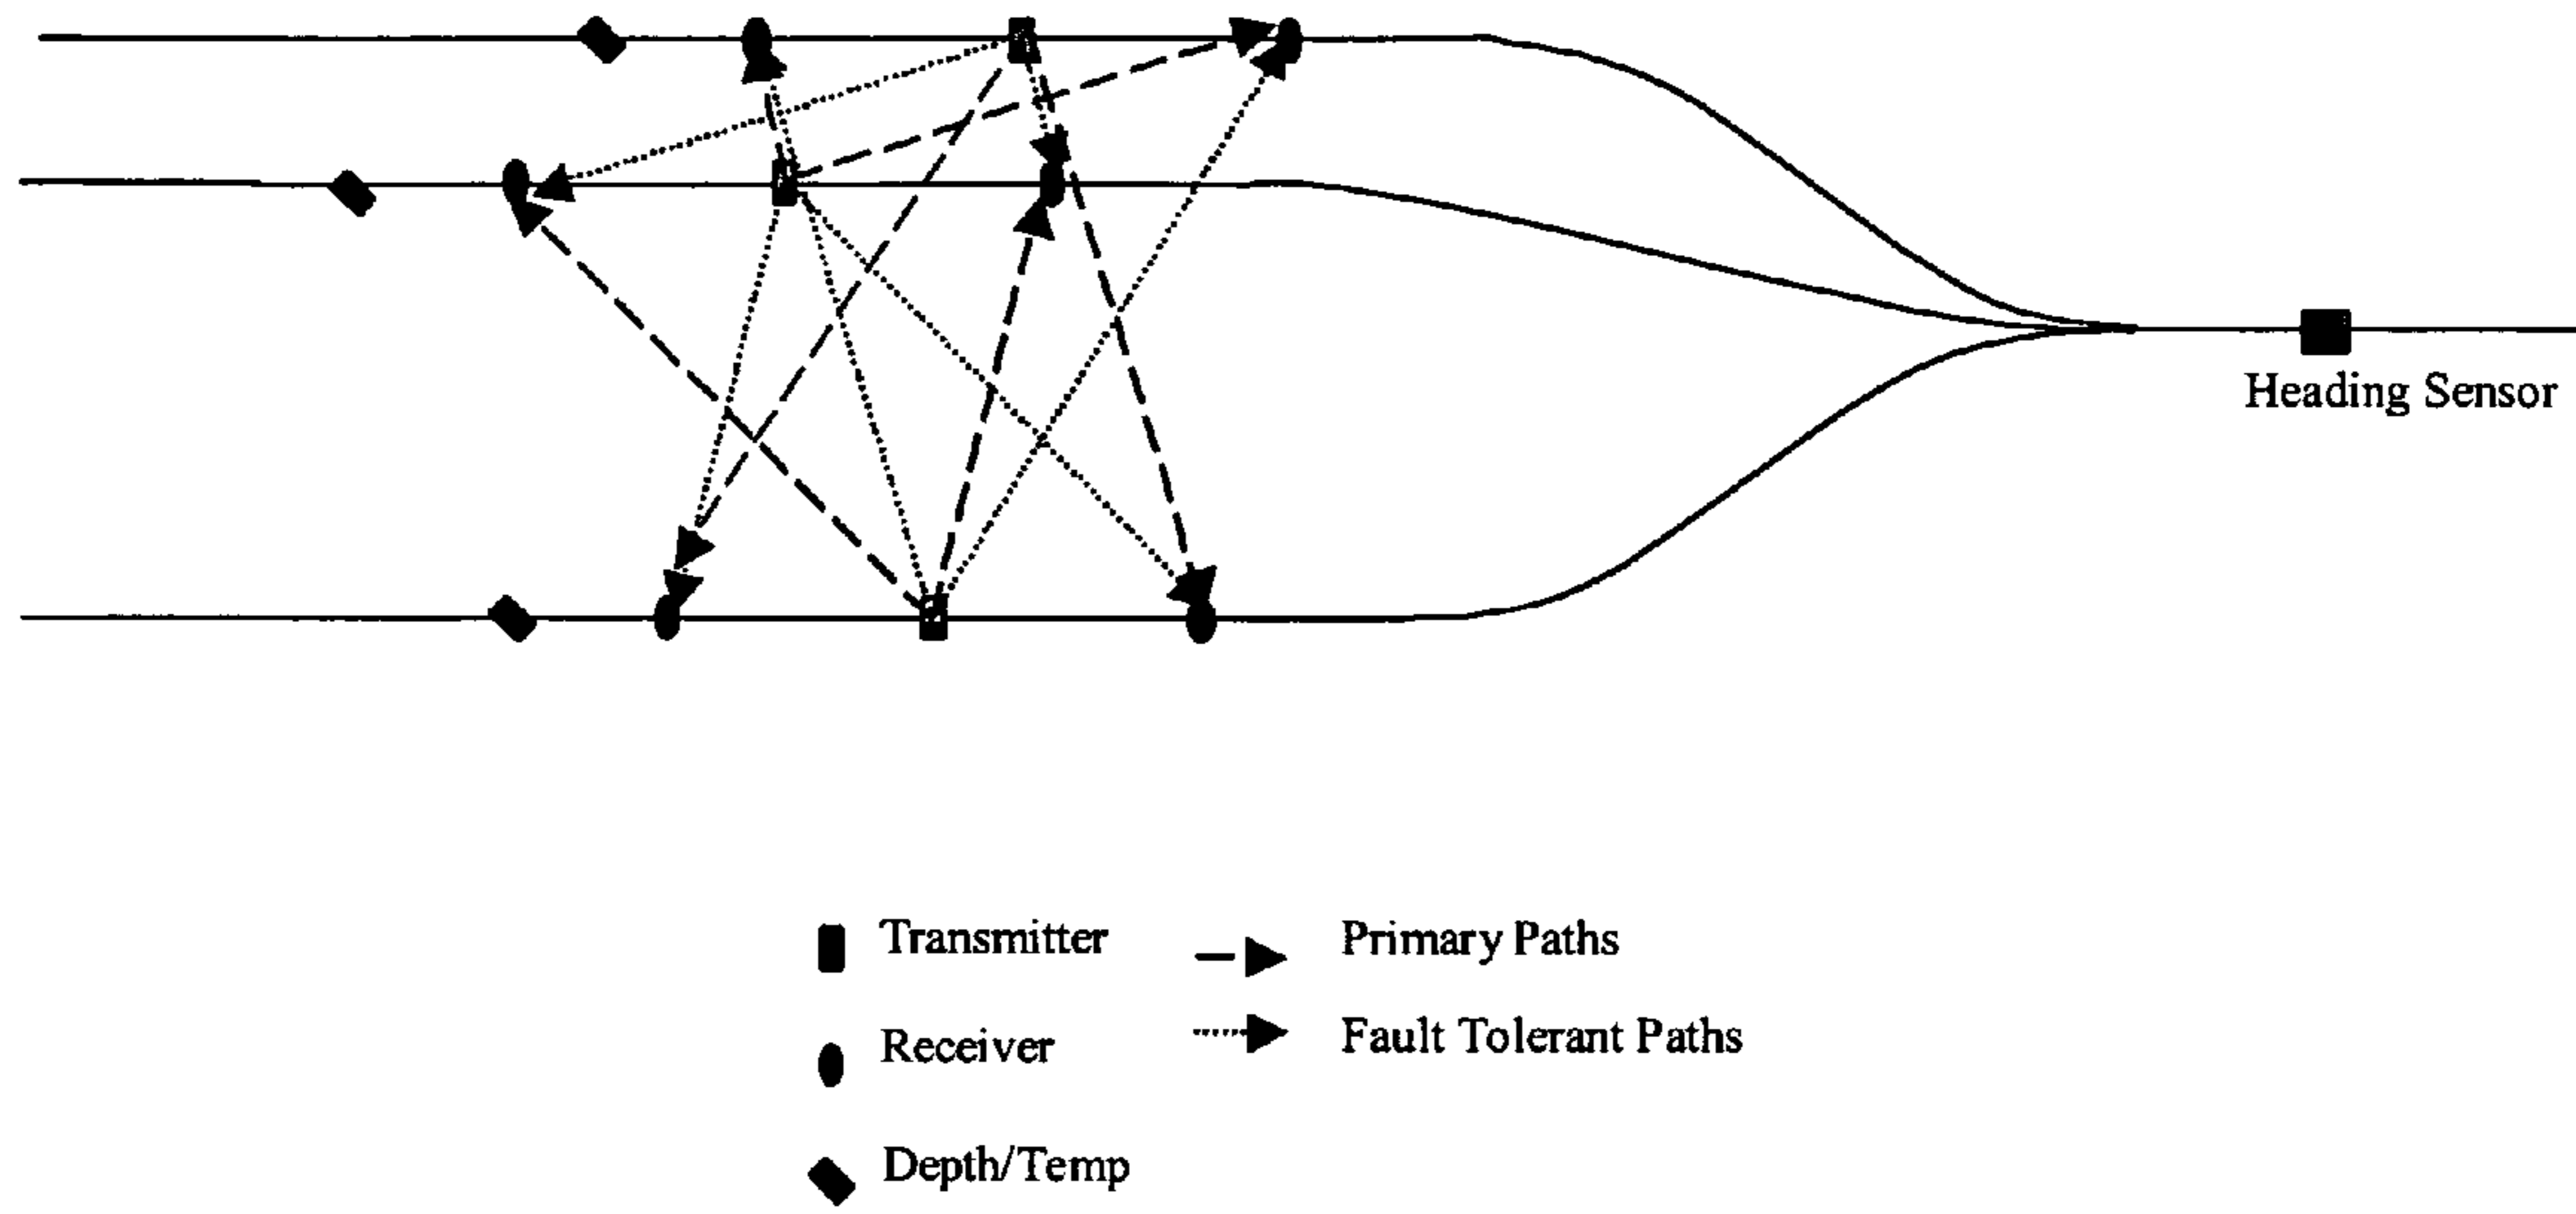 Heading Sensor
Transmitter
Primary Paths
Receiver
Fault Tolerant Paths
Depth/Temp